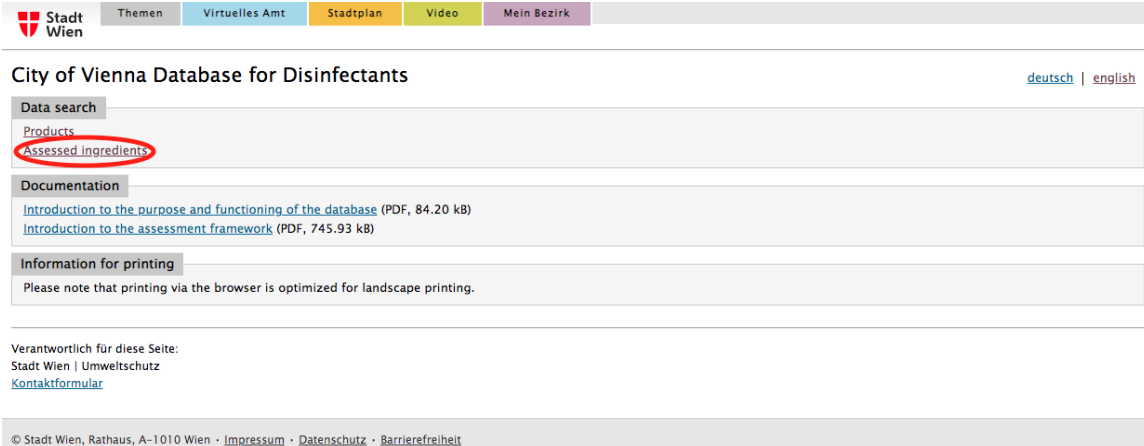 Stadt
Wien
Themen
Virtuelles Amt
Stadtplan
Video
Mein Bezirk
City of Vienna Database for Disinfectants
deutsch | english
Data search
Products
Assessed ingredients
Documentation
Introduction to the purpose and functioning of the database (PDF, 84.20 kB)
Introduction to the assessment framework (PDF, 745.93 kB)
Information for printing
Please note that printing via the browser is optimized for landscape printing.
Verantwortlich für diese Seite:
Stadt Wien | Umweltschutz
Kontaktformular
© Stadt Wien, Rathaus, A-1010 Wien · Impressum · Datenschutz · Barrierefreiheit